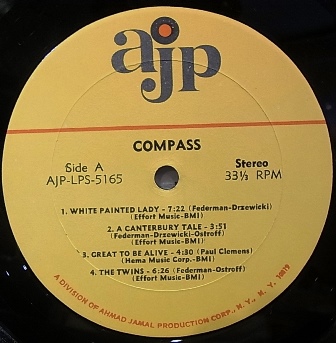 ajp
COMPASS
Side A
AJP-LPS-5165
Stereo
33⅓ RPM
1. WHITE PAINTED LADY - 7:22 (Federman-Drzewicki)
(Effort Music-BMI)
2. A CANTERBURY TALE - 3:51
(Federman-Drzewicki-Ostroff)
(Effort Music-BMI)
3. GREAT TO BE ALIVE - 4:30 (Paul Clemens)
(Hema Music Corp.-BMI)
4. THE TWINS - 6:26 (Federman-Ostroff)
(Effort Music-BMI)
A DIVISION OF AHMAD JAMAL PRODUCTION CORP., N. Y., N. Y. 10019